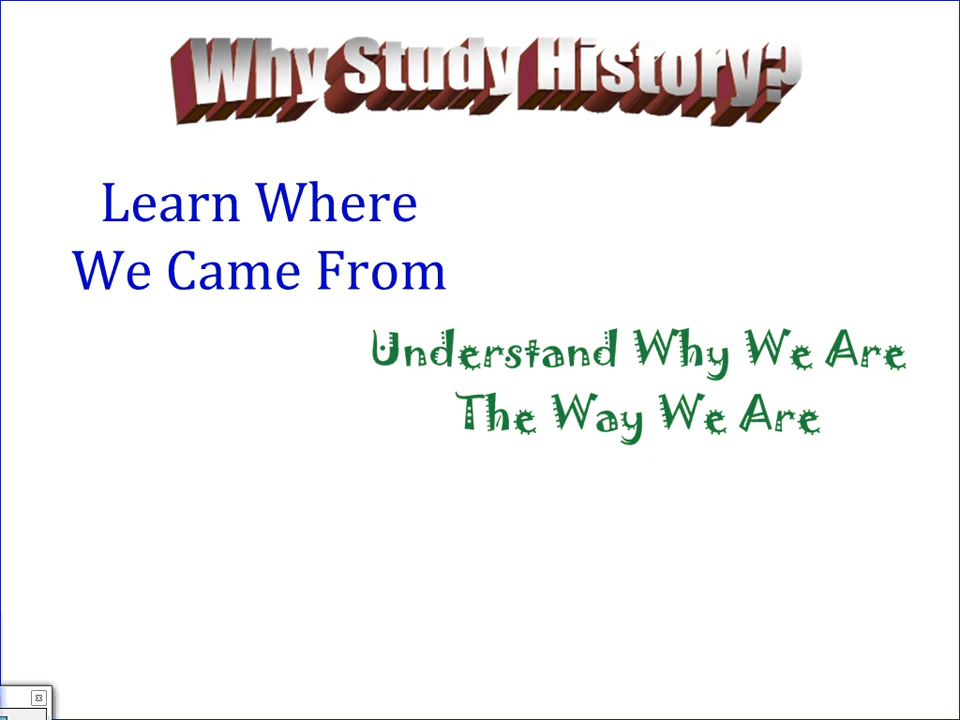 Why Study History?
Learn Where
We Came From
Understand Why We Are
The Way We Are